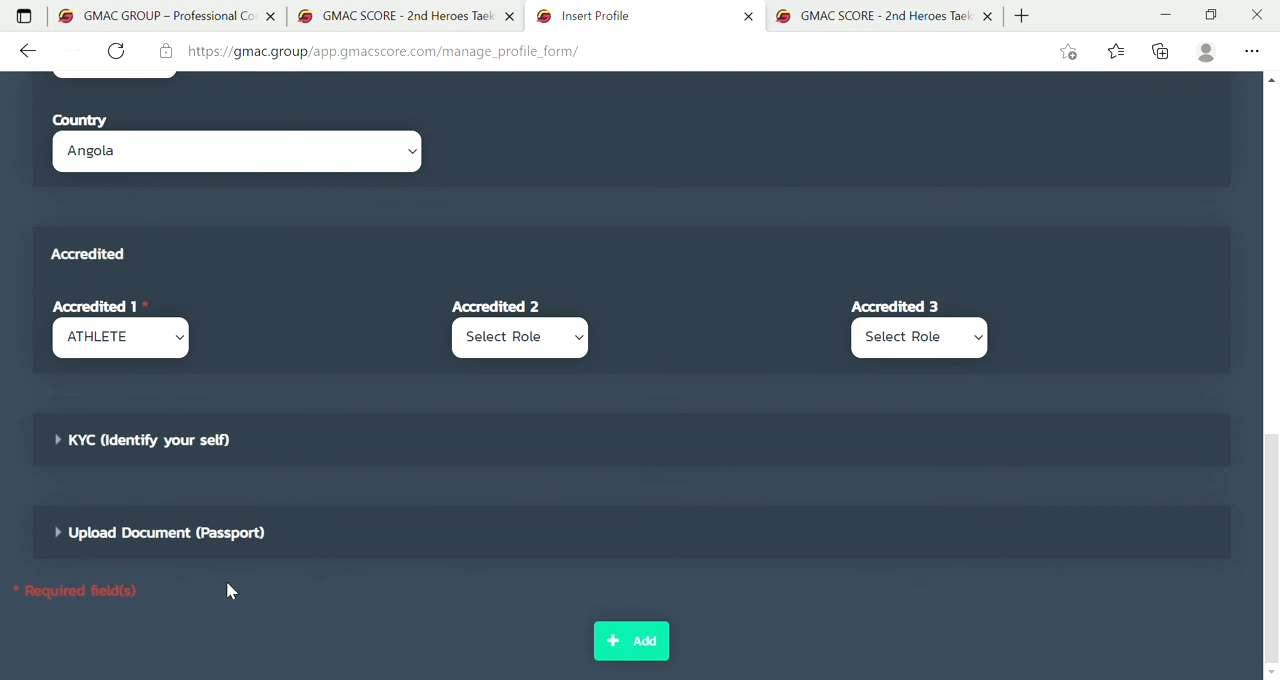 GMAC GROUP – Professional Co
GMAC SCORE - 2nd Heroes Taek
Insert Profile
GMAC SCORE - 2nd Heroes Taek
https://gmac.group/app.gmacscore.com/manage_profile_form/
Country
Angola
Accredited
Accredited 1 *
Accredited 2
Accredited 3
ATHLETE
Select Role
Select Role
KYC (Identify your self)
Upload Document (Passport)
* Required field(s)
+ Add